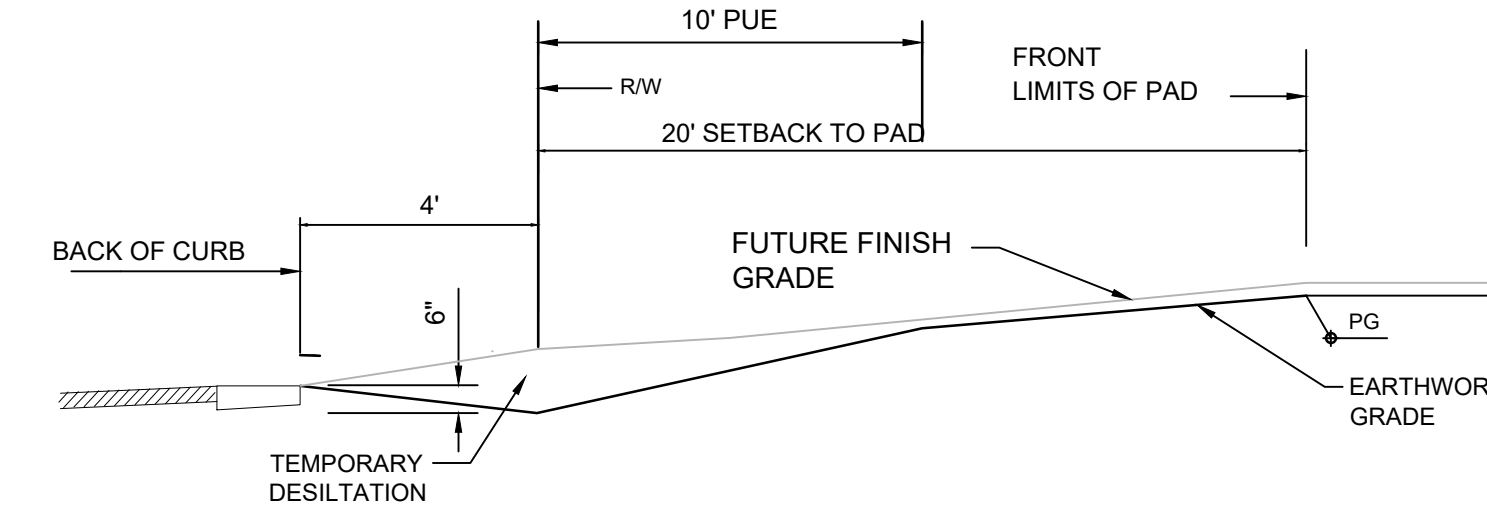 10' PUE
FRONT
LIMITS OF PAD
R/W
20' SETBACK TO PAD
4'
BACK OF CURB
FUTURE FINISH
GRADE
6"
PG
EARTHWOR
GRADE
TEMPORARY
DESILTATION